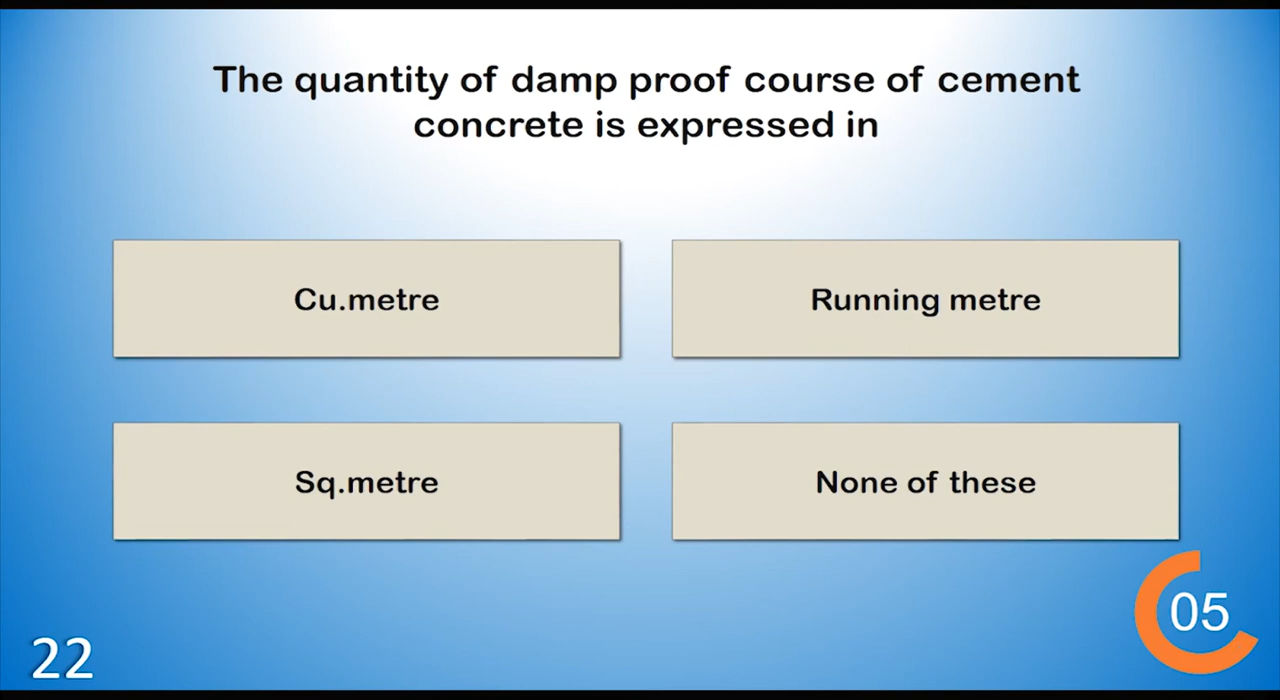 The quantity of damp proof course of cement
concrete is expressed in
Cu.metre
Running metre
Sq.metre
None of these
05
22